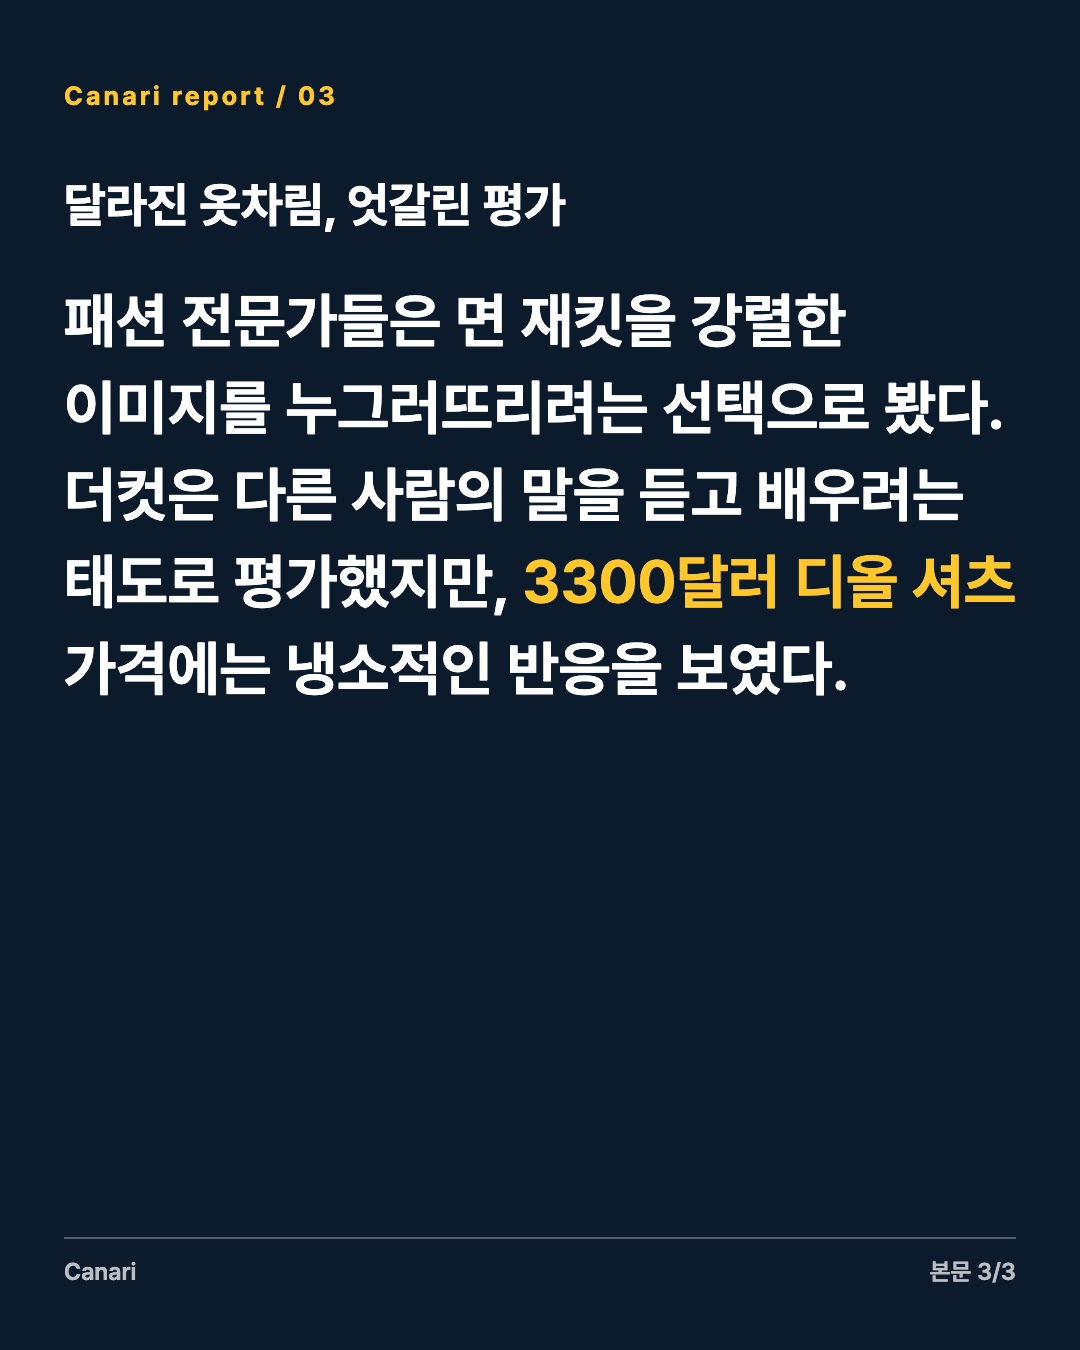 Canari report / 03
달라진 옷차림, 엇갈린 평가
패션 전문가들은 면 재킷을 강렬한
이미지를 누그러뜨리려는 선택으로 봤다.
더컷은 다른 사람의 말을 듣고 배우려는
태도로 평가했지만, 3300달러 디올 셔츠
가격에는 냉소적인 반응을 보였다.
Canari
본문 3/3